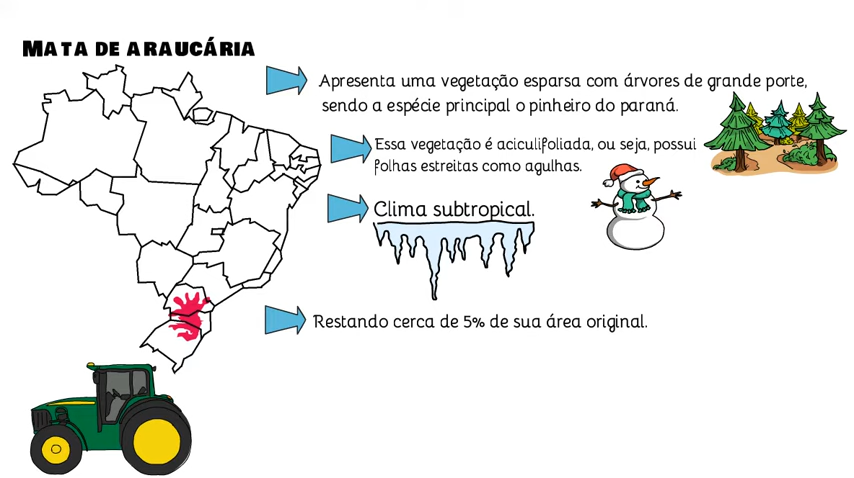 MATA DE ARAUCÁRIA
Apresenta uma vegetação esparsa com árvores de grande porte,
sendo a espécie principal o pinheiro do paraná.
Essa vegetação é aciculifoliada, ou seja, possui
folhas estreitas como agulhas.
Clima subtropical.
Restando cerca de 5% de sua área original.